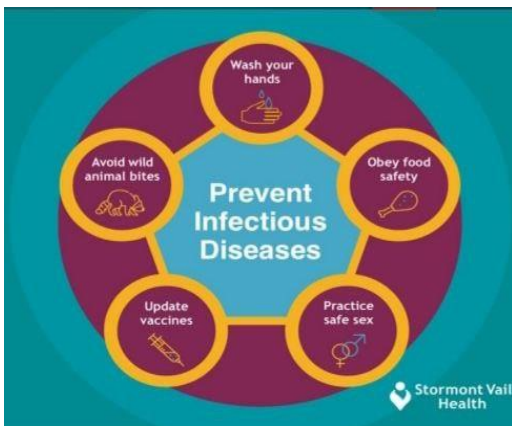 Wash your
hands
Avoid wild
animal bites
Obey food
safety
Prevent
Infectious
Diseases
Update
vaccines
Practice
safe sex
Stormont Vail
Health